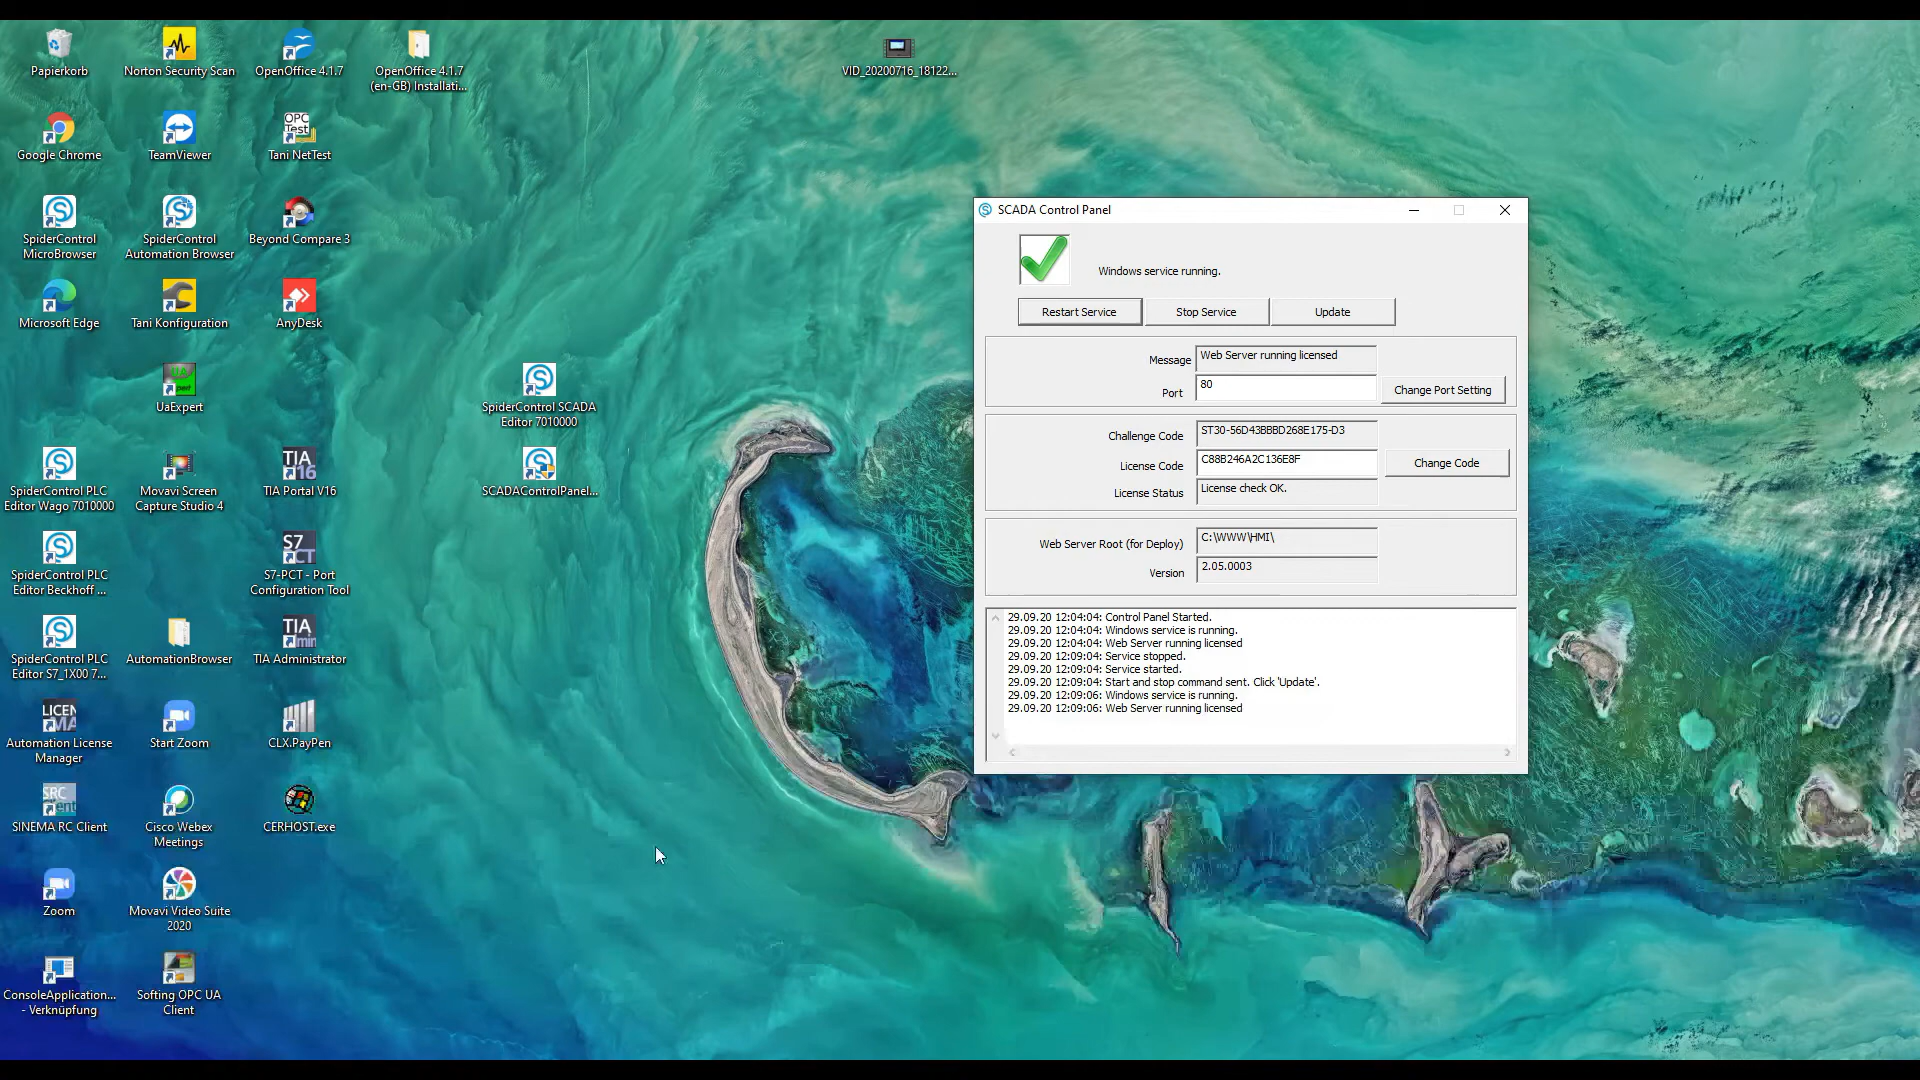 Papierkorb
Norton Security Scan
OpenOffice 4.1.7
OpenOffice 4.1.7
(en-GB) Installati...
VID_20200716_18122...
Google Chrome
TeamViewer
OPC
Test
Tani NetTest
SpiderControl
MicroBrowser
SpiderControl
Automation Browser
Beyond Compare 3
Microsoft Edge
Tani Konfiguration
AnyDesk
UaExpert
SpiderControl SCADA
Editor 7010000
SpiderControl PLC
Editor Wago 7010000
Movavi Screen
Capture Studio 4
TIA
V16
TIA Portal V16
SCADAControlPanel...
SpiderControl PLC
Editor Beckhoff ...
S7
PCT
S7-PCT - Port
Configuration Tool
SpiderControl PLC
Editor S7_1X00 7...
AutomationBrowser
TIA
TIA Administrator
Automation License
Manager
Start Zoom
CLX.PayPen
SRC
Client
SINEMA RC Client
Cisco Webex
Meetings
CERHOST.exe
Zoom
Movavi Video Suite
2020
ConsoleApplication...
- Verknüpfung
Softing OPC UA
Client
SCADA Control Panel
Windows service running.
Restart Service
Stop Service
Update
Message
Web Server running licensed
Port
80
Change Port Setting
Challenge Code
ST30-56D43BBBD268E175-D3
License Code
C88B246A2C136E8F
Change Code
License Status
License check OK.
Web Server Root (for Deploy)
C:\WWW\HMI\
Version
2.05.0003
29.09.20 12:04:04: Control Panel Started.
29.09.20 12:04:04: Windows service is running.
29.09.20 12:04:04: Web Server running licensed
29.09.20 12:09:04: Service stopped.
29.09.20 12:09:04: Service started.
29.09.20 12:09:04: Start and stop command sent. Click 'Update'.
29.09.20 12:09:06: Windows service is running.
29.09.20 12:09:06: Web Server running licensed